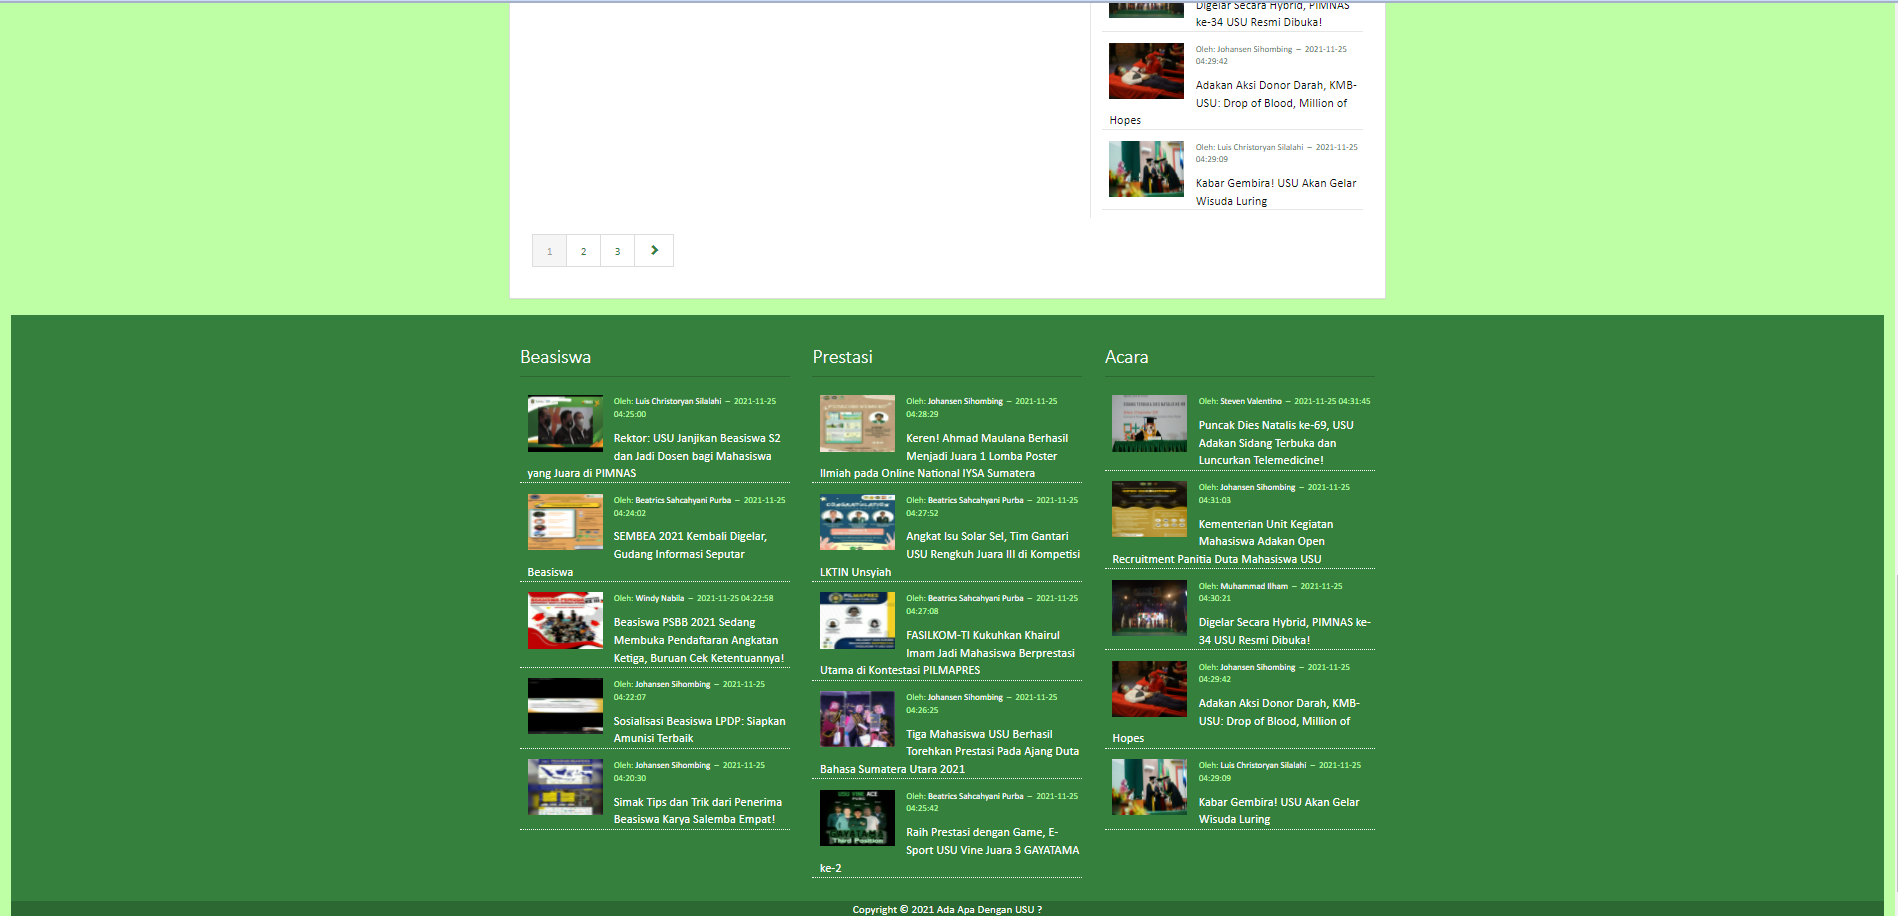 Digelar Secara Hybrid, PIMNAS
ke-34 USU Resmi Dibuka!
Oleh: Johansen Sihombing – 2021-11-25
04:29:42
Adakan Aksi Donor Darah, KMB-
USU: Drop of Blood, Million of
Hopes
Oleh: Luis Christoryan Silalahi – 2021-11-25
04:29:09
Kabar Gembira! USU Akan Gelar
Wisuda Luring
1 2 3
Beasiswa
Oleh: Luis Christoryan Silalahi – 2021-11-25
04:25:00
Rektor: USU Janjikan Beasiswa S2
dan Jadi Dosen bagi Mahasiswa
yang Juara di PIMNAS
Oleh: Beatrics Sahcahyani Purba – 2021-11-25
04:24:02
SEMBEA 2021 Kembali Digelar,
Gudang Informasi Seputar
Beasiswa
Oleh: Windy Nabila – 2021-11-25 04:22:58
Beasiswa PSBB 2021 Sedang
Membuka Pendaftaran Angkatan
Ketiga, Buruan Cek Ketentuannya!
Oleh: Johansen Sihombing – 2021-11-25
04:22:07
Sosialisasi Beasiswa LPDP: Siapkan
Amunisi Terbaik
Oleh: Johansen Sihombing – 2021-11-25
04:20:30
Simak Tips dan Trik dari Penerima
Beasiswa Karya Salemba Empat!
Prestasi
Oleh: Johansen Sihombing – 2021-11-25
04:28:29
Keren! Ahmad Maulana Berhasil
Menjadi Juara 1 Lomba Poster
Ilmiah pada Online National IYSA Sumatera
Oleh: Beatrics Sahcahyani Purba – 2021-11-25
04:27:52
Angkat Isu Solar Sel, Tim Gantari
USU Rengkuh Juara III di Kompetisi
LKTIN Unsyiah
PILMAPRES
Oleh: Beatrics Sahcahyani Purba – 2021-11-25
04:27:08
FASILKOM-TI Kukuhkan Khairul
Imam Jadi Mahasiswa Berprestasi
Utama di Kontestasi PILMAPRES
Oleh: Johansen Sihombing – 2021-11-25
04:26:25
Tiga Mahasiswa USU Berhasil
Torehkan Prestasi Pada Ajang Duta
Bahasa Sumatera Utara 2021
USU VINE ACE
GAYATAMA
Third Position
Oleh: Beatrics Sahcahyani Purba – 2021-11-25
04:25:42
Raih Prestasi dengan Game, E-
Sport USU Vine Juara 3 GAYATAMA
ke-2
Acara
Oleh: Steven Valentino – 2021-11-25 04:31:45
Puncak Dies Natalis ke-69, USU
Adakan Sidang Terbuka dan
Luncurkan Telemedicine!
Oleh: Johansen Sihombing – 2021-11-25
04:31:03
Kementerian Unit Kegiatan
Mahasiswa Adakan Open
Recruitment Panitia Duta Mahasiswa USU
Oleh: Muhammad Ilham – 2021-11-25
04:30:21
Digelar Secara Hybrid, PIMNAS ke-
34 USU Resmi Dibuka!
Oleh: Johansen Sihombing – 2021-11-25
04:29:42
Adakan Aksi Donor Darah, KMB-
USU: Drop of Blood, Million of
Hopes
Oleh: Luis Christoryan Silalahi – 2021-11-25
04:29:09
Kabar Gembira! USU Akan Gelar
Wisuda Luring
Copyright © 2021 Ada Apa Dengan USU ?